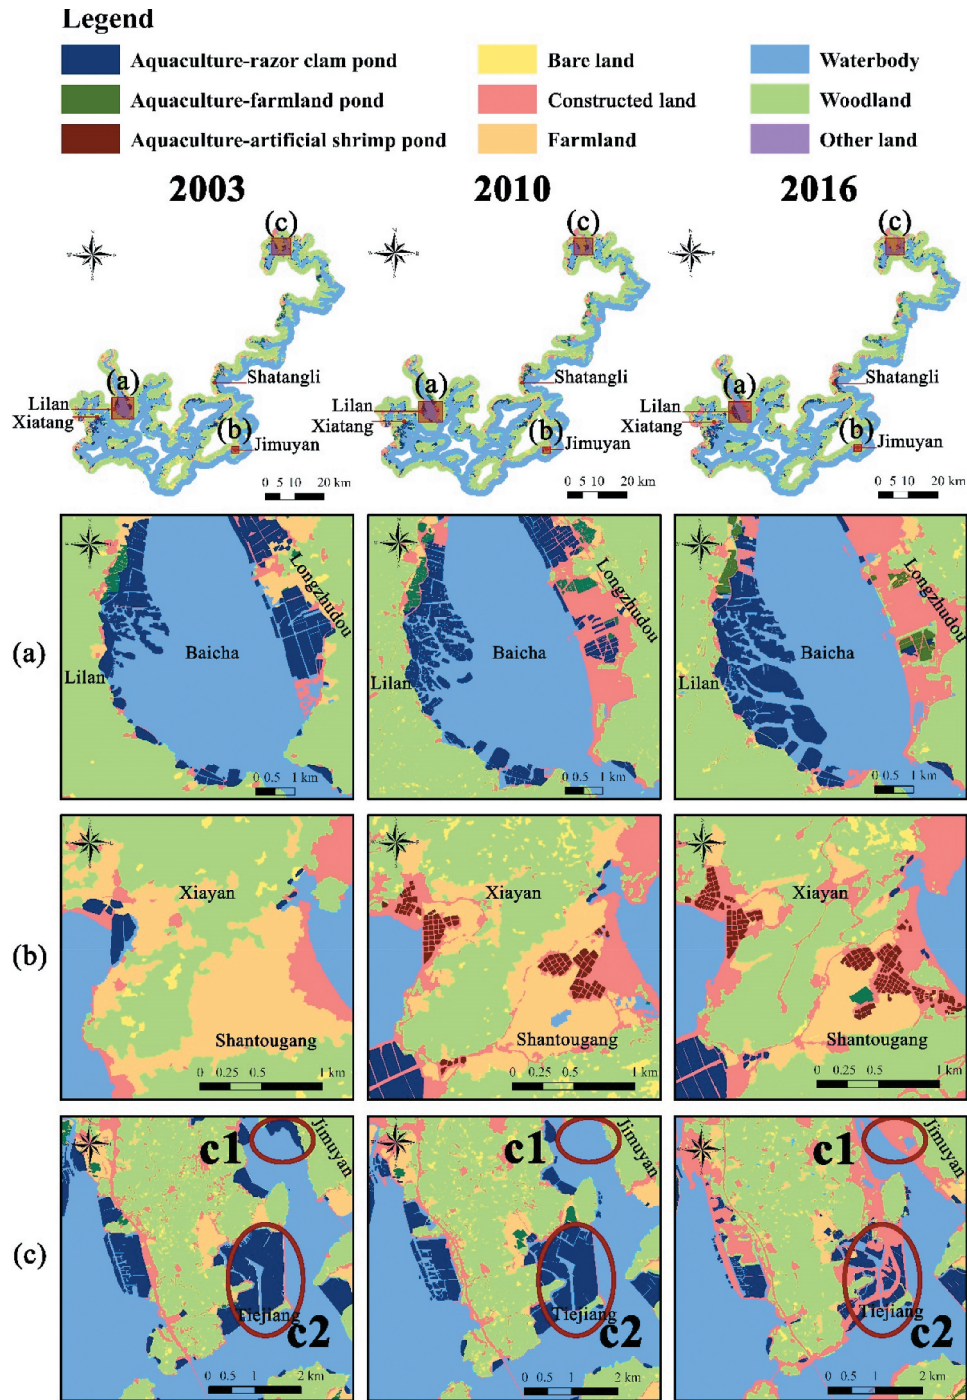 Legend
Aquaculture-razor clam pond
Bare land
Waterbody
Aquaculture-farmland pond
Constructed land
Woodland
Aquaculture-artificial shrimp pond
Farmland
Other land
2003
2010
2016
(c)
(c)
(c)
Shatangli
Shatangli
Shatangli
(a)
(a)
(a)
Lilan
Lilan
Lilan
Xiatang
Xiatang
Xiatang
(b)
(b)
(b)
Jimuyan
Jimuyan
Jimuyan
0 5 10 20 km
0 5 10 20 km
0 5 10 20 km
(a)
Longzhudou
Baicha
Lilan
0 0.5 1 km
Longzhudou
Baicha
Lilan
0 0.5 1 km
Longzhudou
Baicha
Lilan
0 0.5 1 km
(b)
Xiayan
Shantougang
0 0.25 0.5 1 km
Xiayan
Shantougang
0 0.25 0.5 1 km
Xiayan
Shantougang
0 0.25 0.5 1 km
(c)
c1
Jimuyan
Tiejiang
c2
0 0.5 1 2 km
c1
Jimuyan
Tiejiang
c2
0 0.5 1 2 km
c1
Jimuyan
Tiejiang
c2
0 0.5 1 2 km